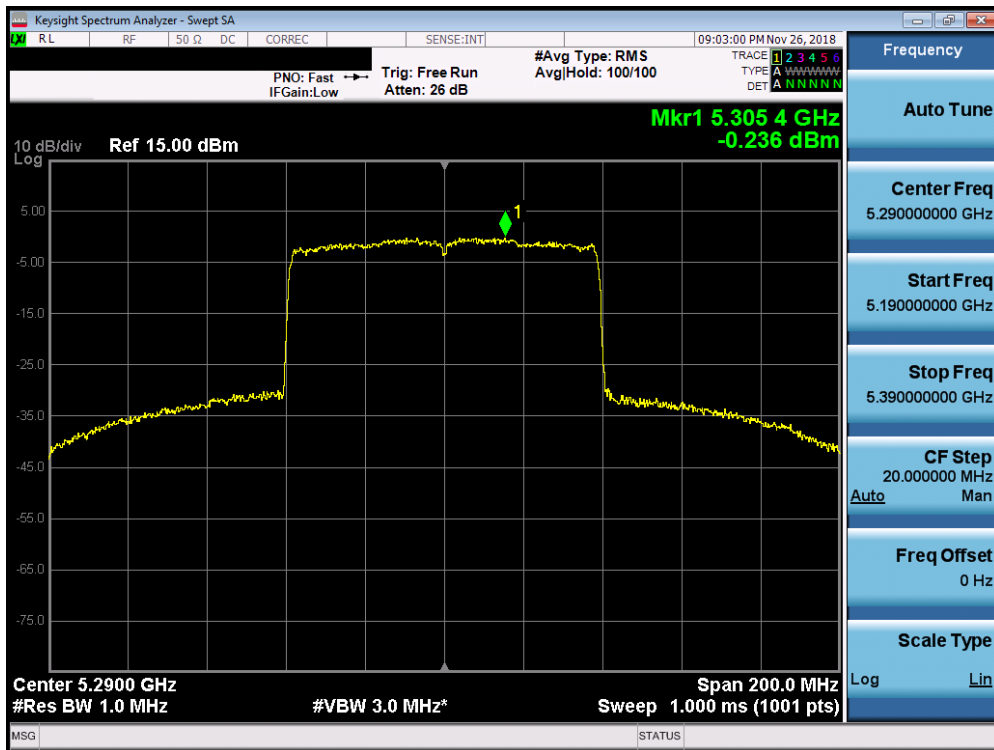 Keysight Spectrum Analyzer - Swept SA
LXI RL RF 50 Ω DC CORREC SENSE:INT 09:03:00 PM Nov 26, 2018
PNO: Fast Trig: Free Run #Avg Type: RMS TRACE 1 2 3 4 5 6
IFGain:Low Atten: 26 dB Avg|Hold: 100/100 TYPE A WWWWW
DET A N N N N N
Mkr1 5.305 4 GHz
-0.236 dBm
10 dB/div Ref 15.00 dBm
Log
1
5.00
-5.00
-15.0
-25.0
-35.0
-45.0
-55.0
-65.0
-75.0
Center 5.2900 GHz Span 200.0 MHz
#Res BW 1.0 MHz #VBW 3.0 MHz* Sweep 1.000 ms (1001 pts)
MSG STATUS
Frequency
Auto Tune
Center Freq
5.290000000 GHz
Start Freq
5.190000000 GHz
Stop Freq
5.390000000 GHz
CF Step
20.000000 MHz
Auto Man
Freq Offset
0 Hz
Scale Type
Log Lin